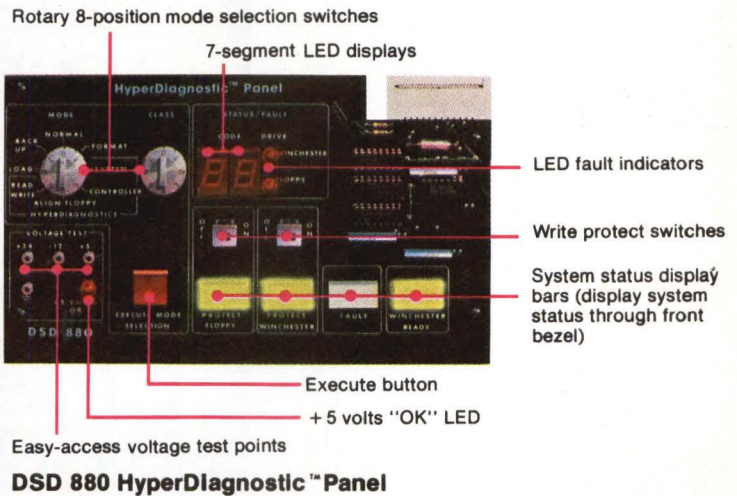 Rotary 8-position mode selection switches
7-segment LED displays
HyperDiagnostic™ Panel
MODE
CLASS
STATUS/FAULT
CODE
DRIVE
NORMAL
BACK
UP
FORMAT
LOAD
READ
WRITE
CONTROLLER
ALIGN FLOPPY
HYPERDIAGNOSTICS
88
LED fault indicators
Write protect switches
VOLTAGE TEST
+24
-12
+5
OK
DSD 880
EXECUTE MODE
SELECTION
PROTECT
FLOPPY
PROTECT
WINCHESTER
FAULT
WINCHESTER
READY
System status display
bars (display system
status through front
bezel)
Execute button
+ 5 volts "OK" LED
Easy-access voltage test points
DSD 880 HyperDiagnostic™ Panel